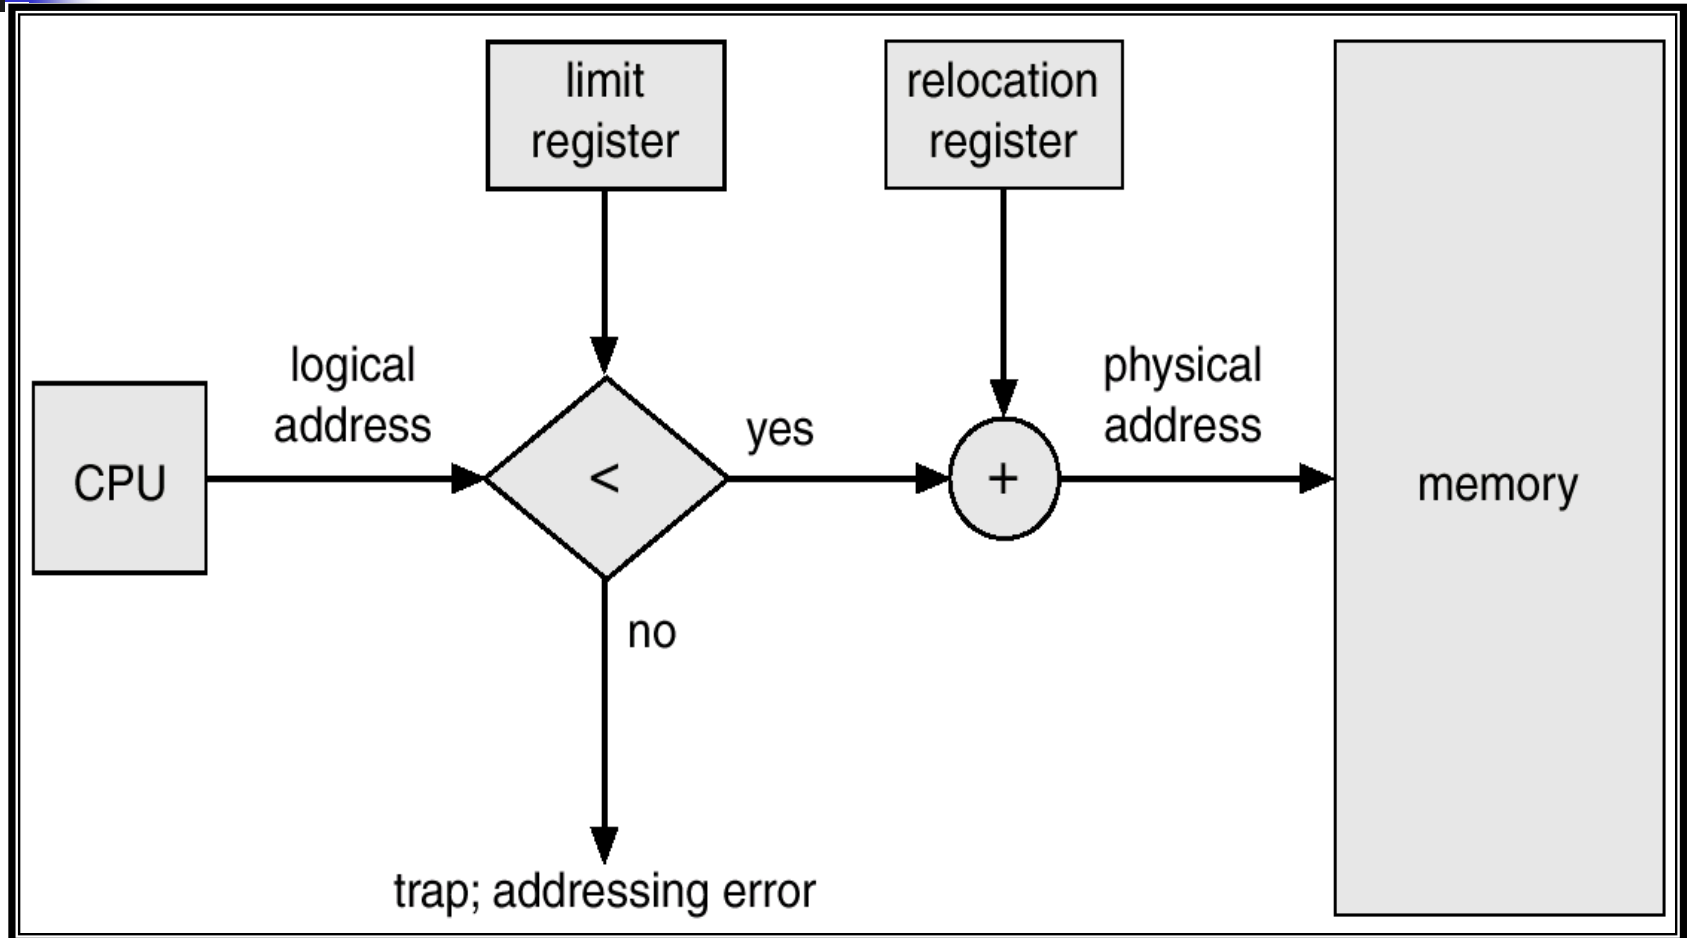 limit
register
relocation
register
logical
address
physical
address
yes
CPU
<
+
memory
no
trap; addressing error